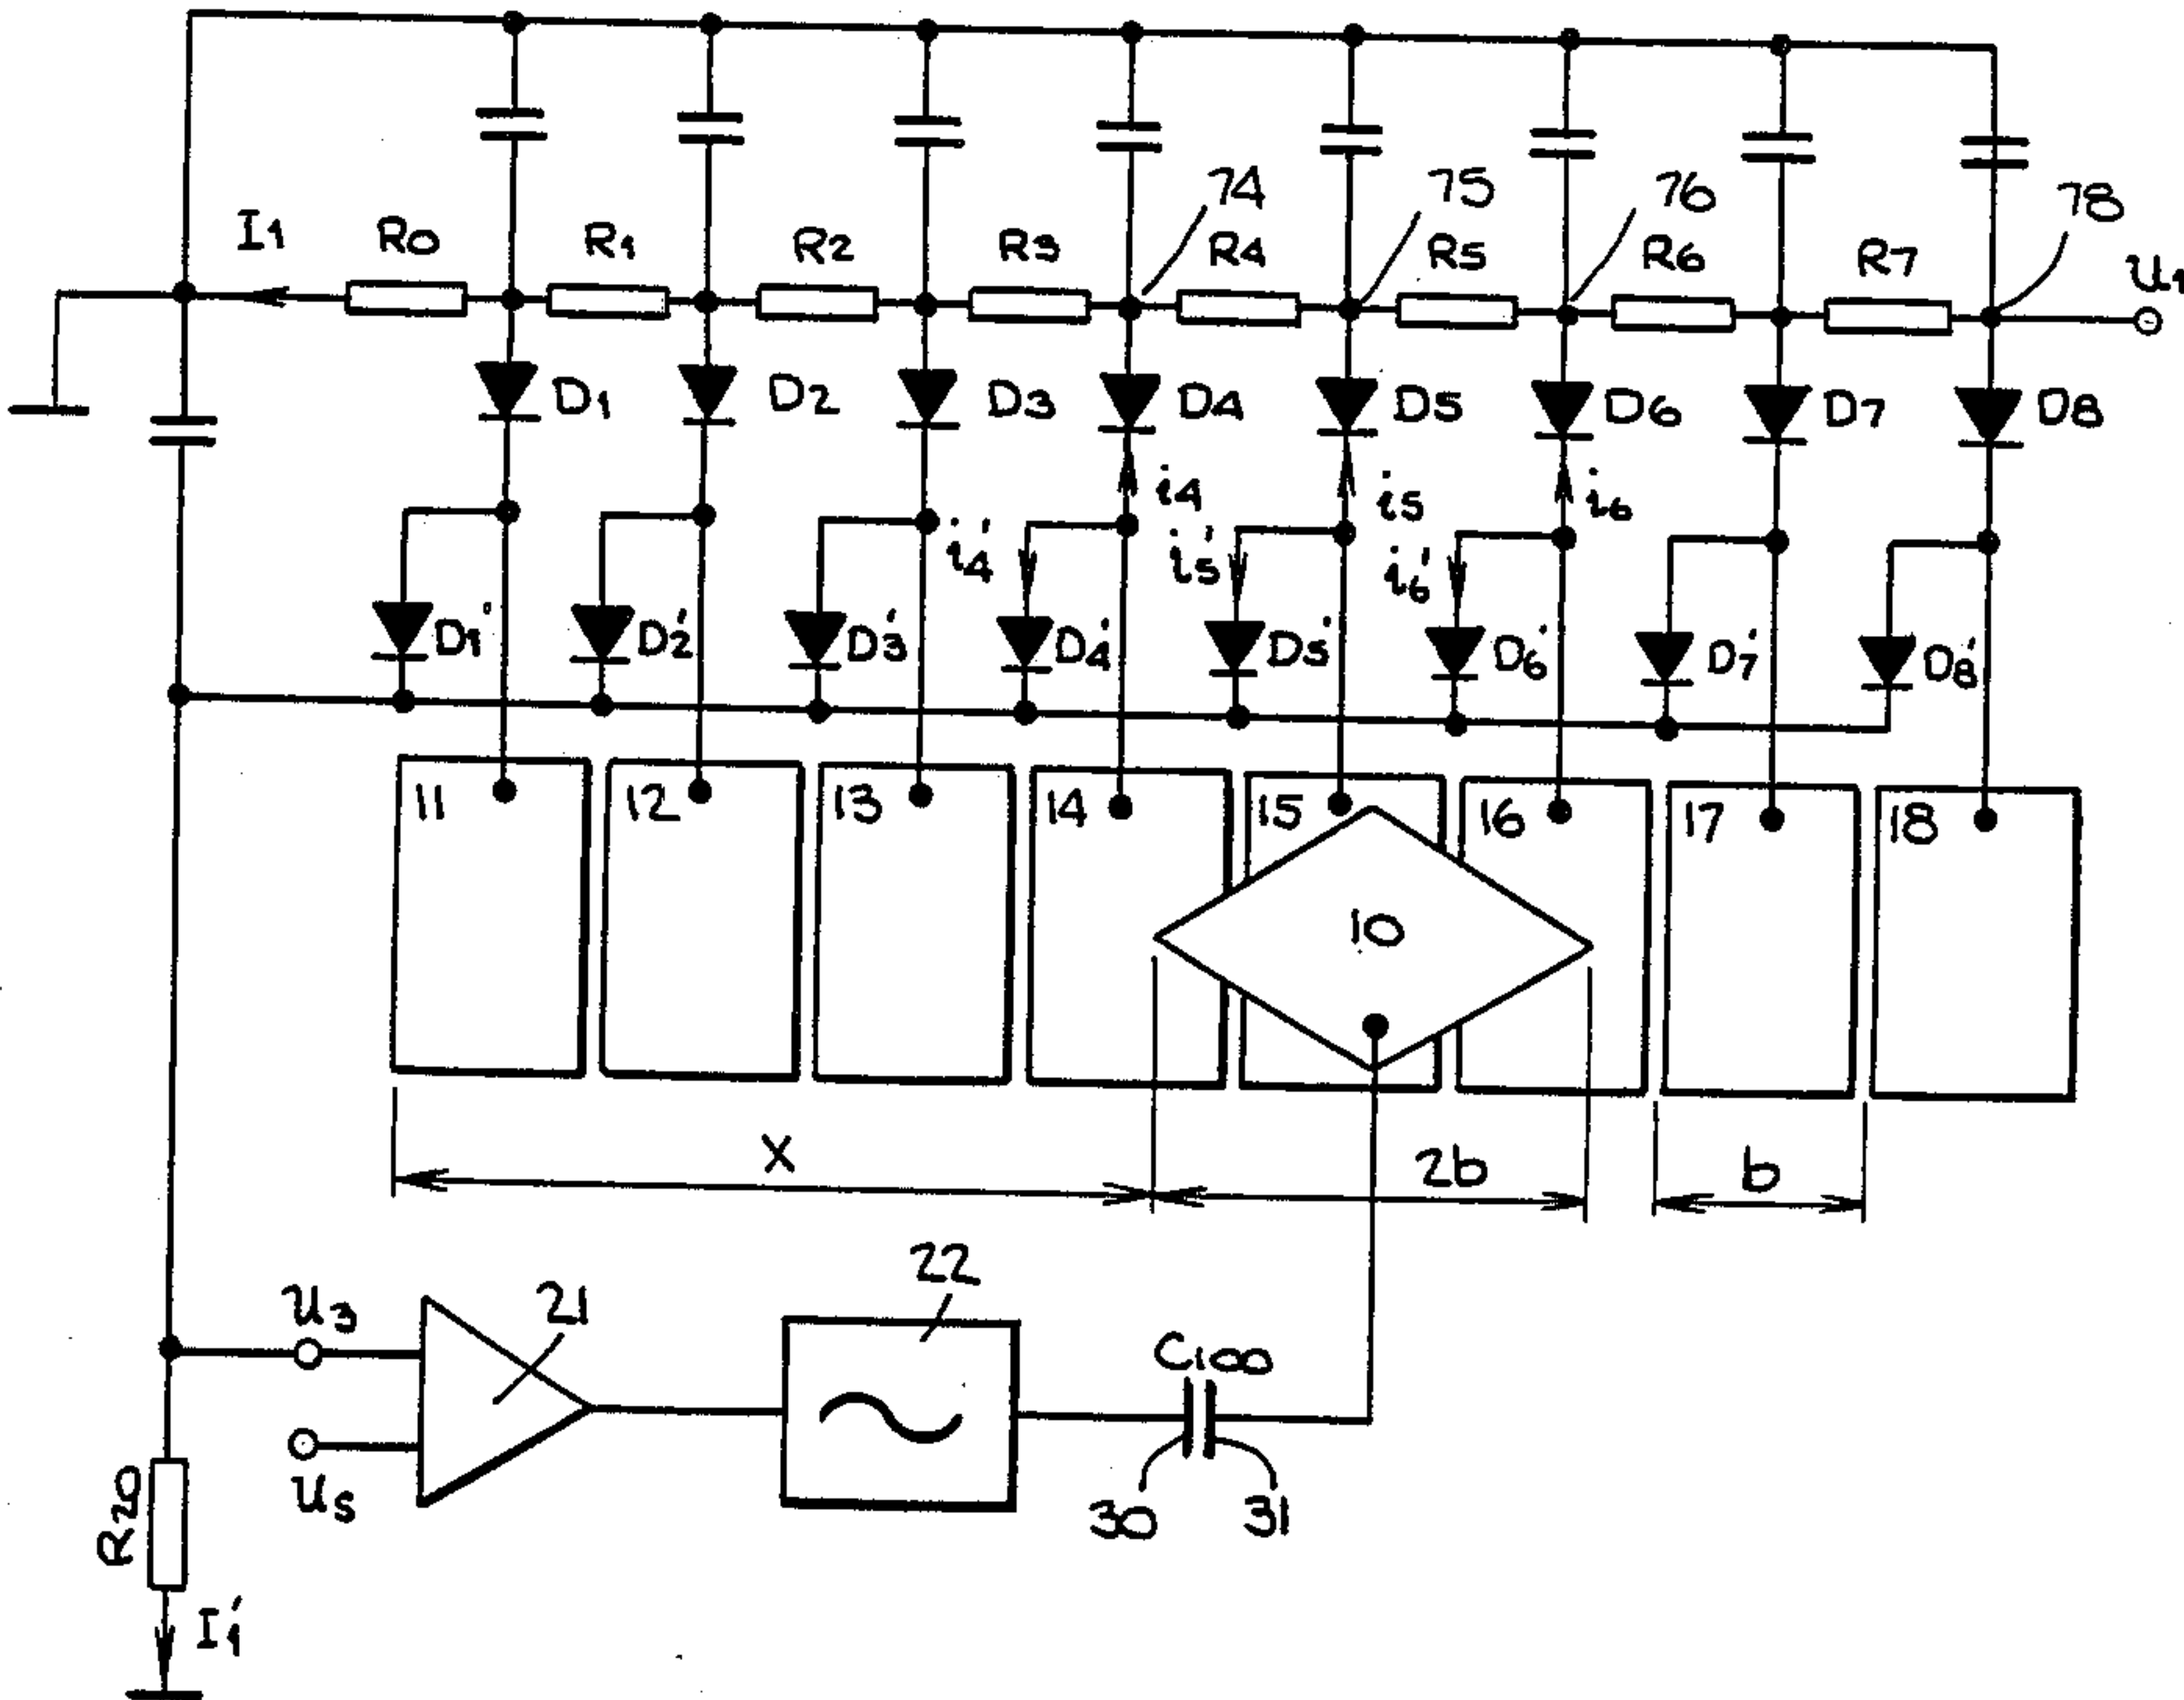 74
75
76
78
I1
R0
R1
R2
R3
R4
R5
R6
R7
u1
D1
D2
D3
D4
D5
D6
D7
D8
i4
i5
i6
i4'
i5'
i6'
D1'
D2'
D3'
D4'
D5'
D6'
D7'
D8'
11
12
13
14
15
16
17
18
10
X
2b
b
22
21
u3
C100
us
30
31
Rg
I1'